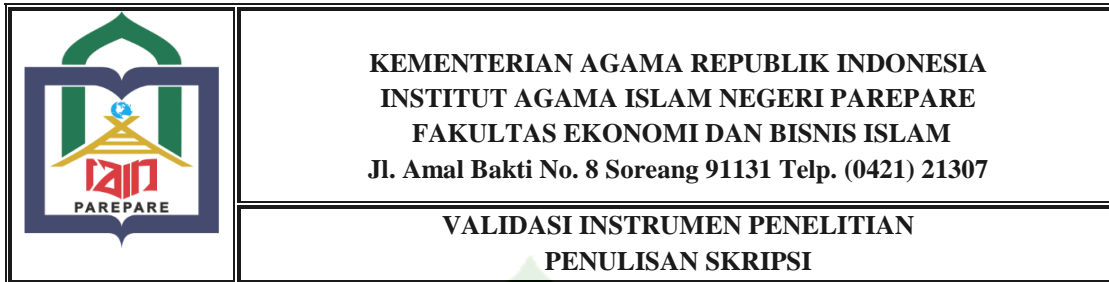 iain
PAREPARE
KEMENTERIAN AGAMA REPUBLIK INDONESIA
INSTITUT AGAMA ISLAM NEGERI PAREPARE
FAKULTAS EKONOMI DAN BISNIS ISLAM
Jl. Amal Bakti No. 8 Soreang 91131 Telp. (0421) 21307
VALIDASI INSTRUMEN PENELITIAN
PENULISAN SKRIPSI